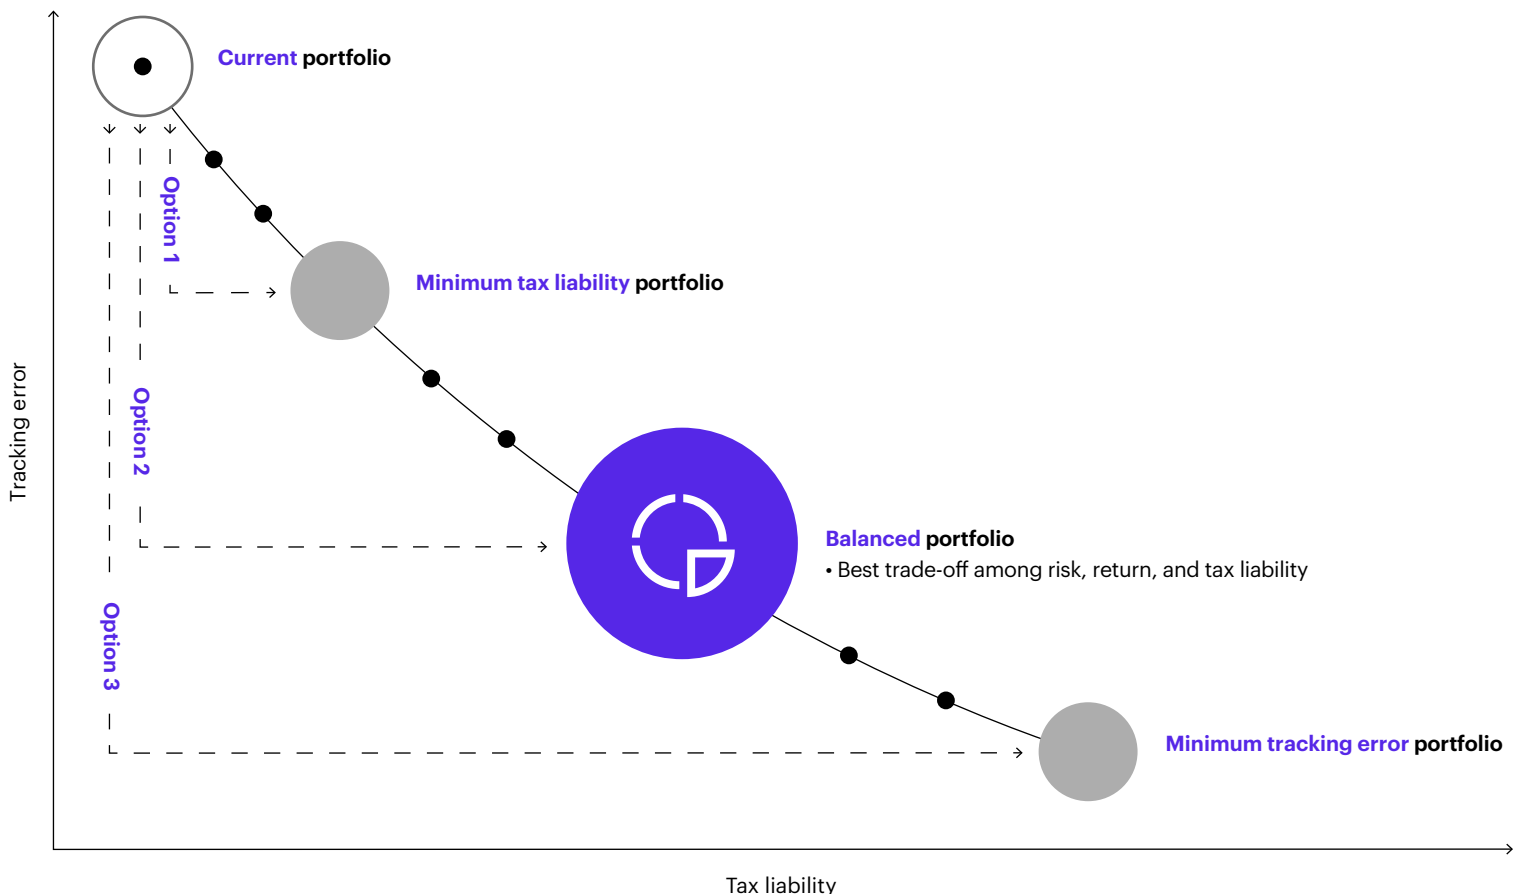 Current portfolio
Option 1
Minimum tax liability portfolio
Option 2
Tracking error
Balanced portfolio
• Best trade-off among risk, return, and tax liability
Option 3
Minimum tracking error portfolio
Tax liability